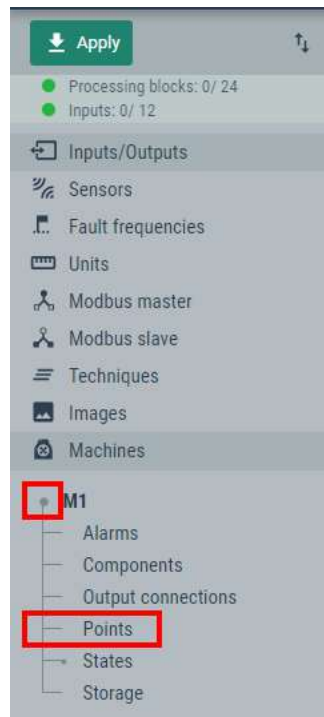 Apply
Processing blocks: 0/ 24
Inputs: 0/ 12
Inputs/Outputs
Sensors
Fault frequencies
Units
Modbus master
Modbus slave
Techniques
Images
Machines
M1
Alarms
Components
Output connections
Points
States
Storage